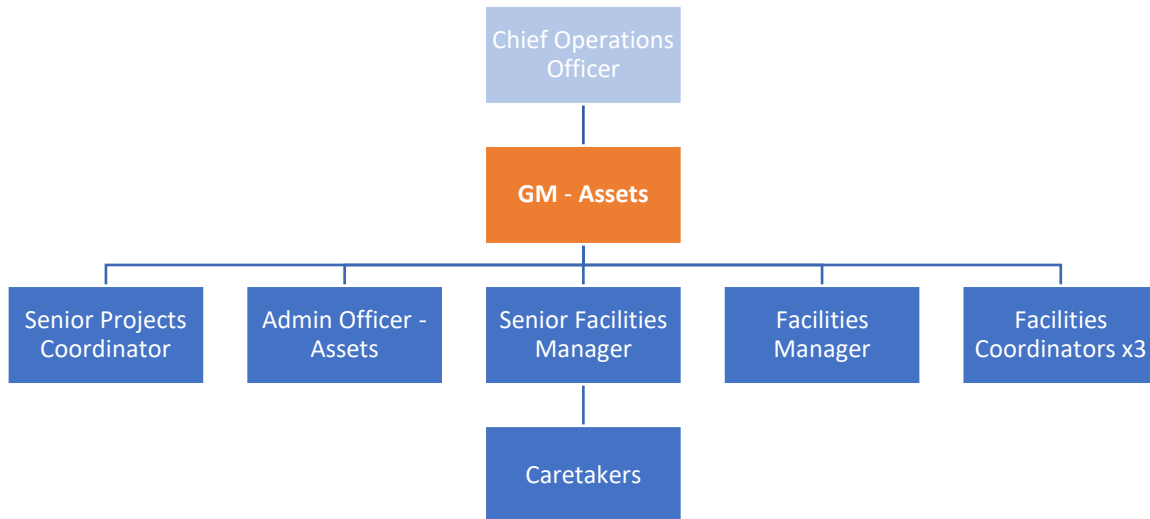 Chief Operations
Officer
GM - Assets
Senior Projects
Coordinator
Admin Officer -
Assets
Senior Facilities
Manager
Facilities
Manager
Facilities
Coordinators x3
Caretakers